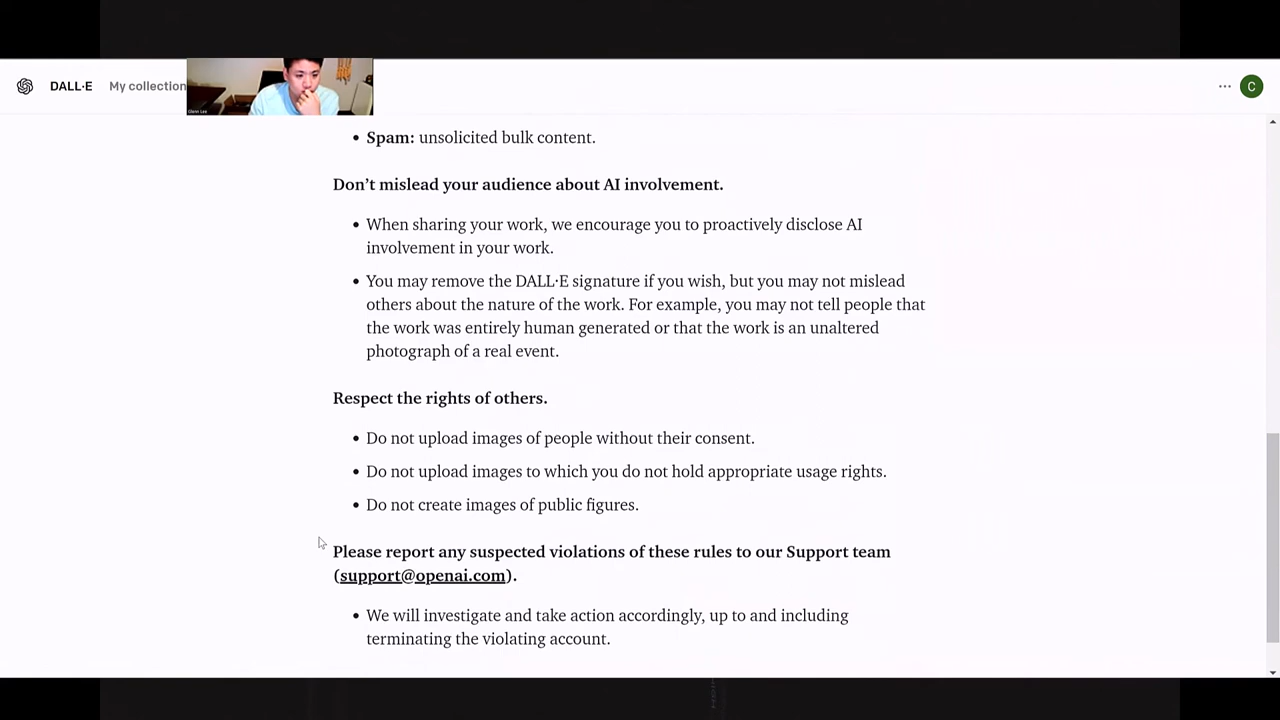 DALL·E My collection
··· C
Glenn Lee
• Spam: unsolicited bulk content.
Don’t mislead your audience about AI involvement.
• When sharing your work, we encourage you to proactively disclose AI
involvement in your work.
• You may remove the DALL·E signature if you wish, but you may not mislead
others about the nature of the work. For example, you may not tell people that
the work was entirely human generated or that the work is an unaltered
photograph of a real event.
Respect the rights of others.
• Do not upload images of people without their consent.
• Do not upload images to which you do not hold appropriate usage rights.
• Do not create images of public figures.
Please report any suspected violations of these rules to our Support team
(support@openai.com).
• We will investigate and take action accordingly, up to and including
terminating the violating account.